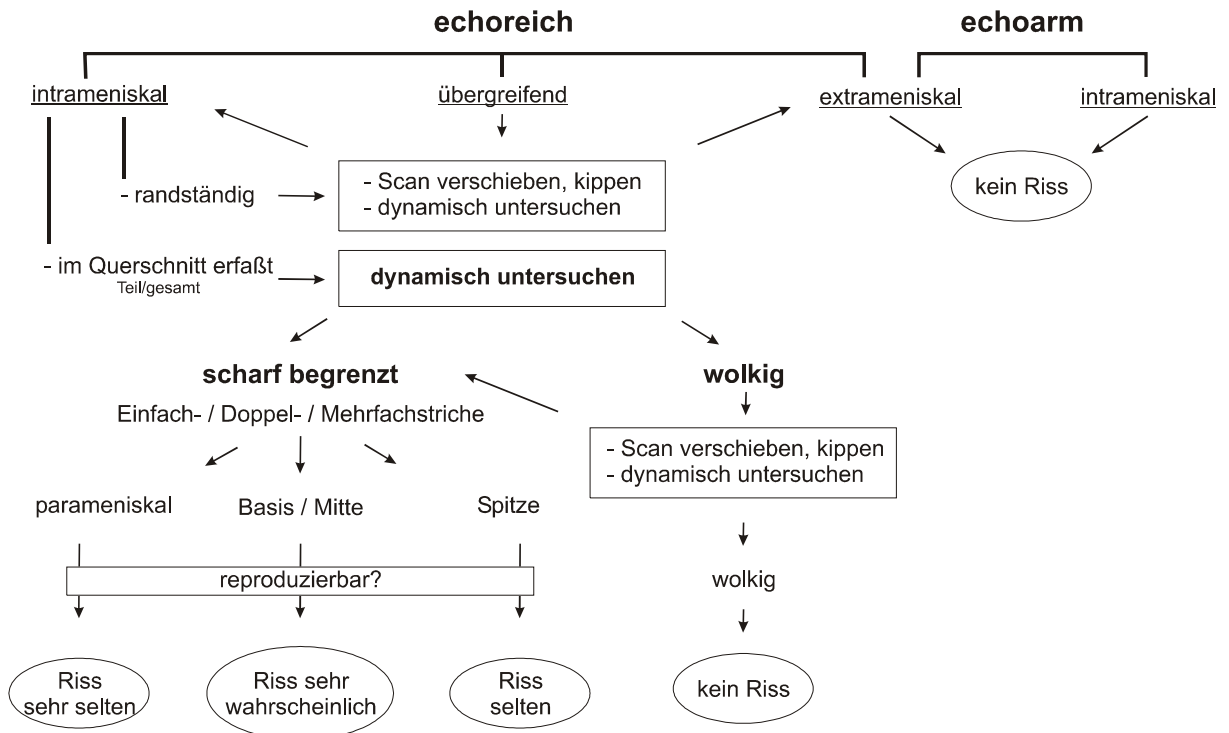 echoreich
echoarm
intrameniskal
übergreifend
extrameniskal
intrameniskal
- Scan verschieben, kippen
- dynamisch untersuchen
kein Riss
- randständig
- im Querschnitt erfaßt
Teil/gesamt
dynamisch untersuchen
scharf begrenzt
wolkig
Einfach- / Doppel- / Mehrfachstriche
- Scan verschieben, kippen
- dynamisch untersuchen
parameniskal
Basis / Mitte
Spitze
reproduzierbar?
wolkig
Riss
sehr selten
Riss sehr
wahrscheinlich
Riss
selten
kein Riss